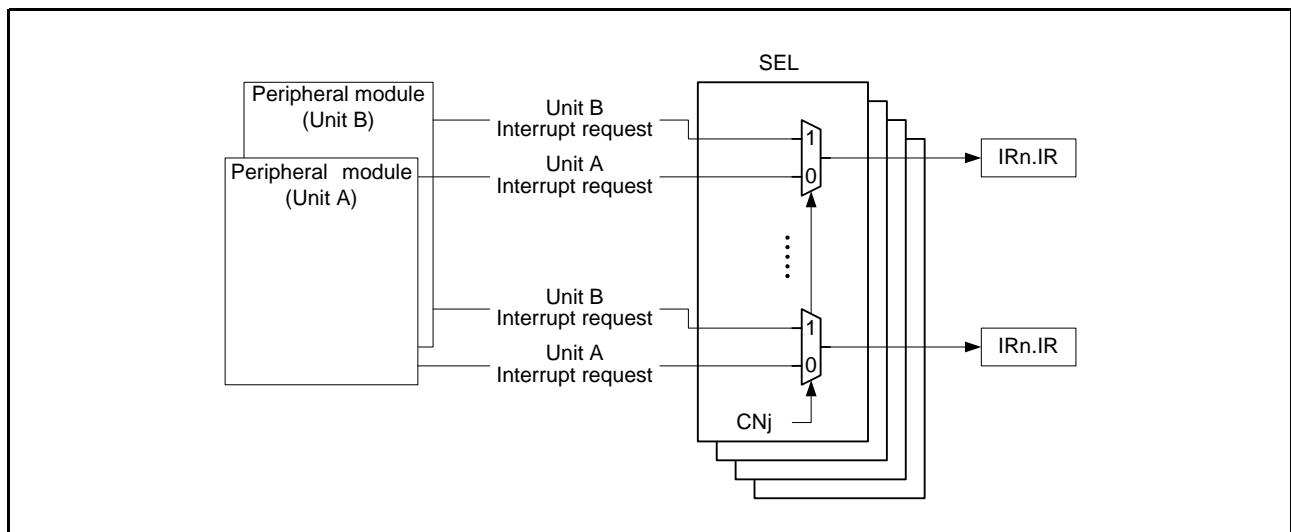 SEL
Peripheral module
(Unit B)
Peripheral module
(Unit A)
Unit B
Interrupt request
Unit A
Interrupt request
1
0
IRn.IR
Unit B
Interrupt request
Unit A
Interrupt request
1
0
IRn.IR
CNj